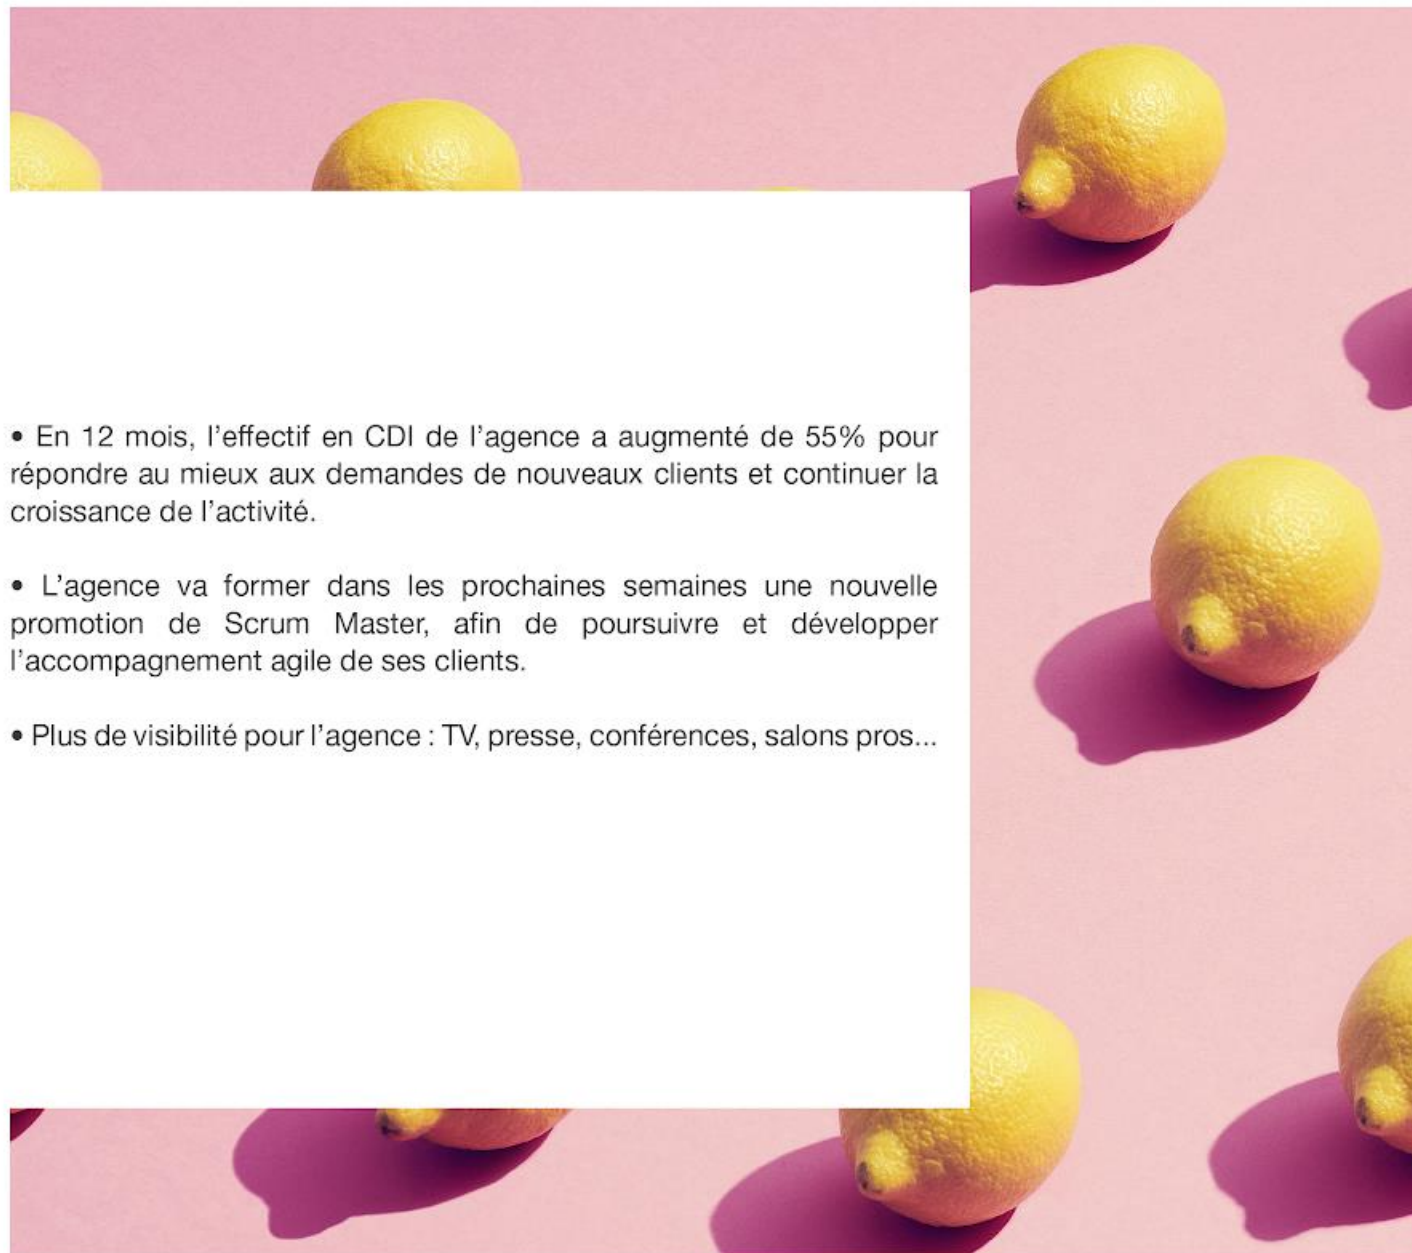 • En 12 mois, l’effectif en CDI de l’agence a augmenté de 55% pour
répondre au mieux aux demandes de nouveaux clients et continuer la
croissance de l’activité.
• L’agence va former dans les prochaines semaines une nouvelle
promotion de Scrum Master, afin de poursuivre et développer
l’accompagnement agile de ses clients.
• Plus de visibilité pour l’agence : TV, presse, conférences, salons pros...